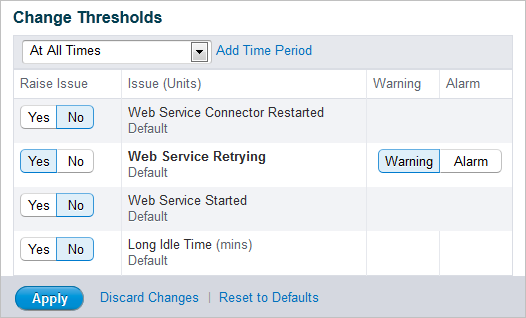 Change Thresholds
At All Times Add Time Period
Raise Issue Issue (Units) Warning Alarm
Yes No Web Service Connector Restarted
Default
Yes No Web Service Retrying Warning Alarm
Default
Yes No Web Service Started
Default
Yes No Long Idle Time (mins)
Default
Apply Discard Changes | Reset to Defaults